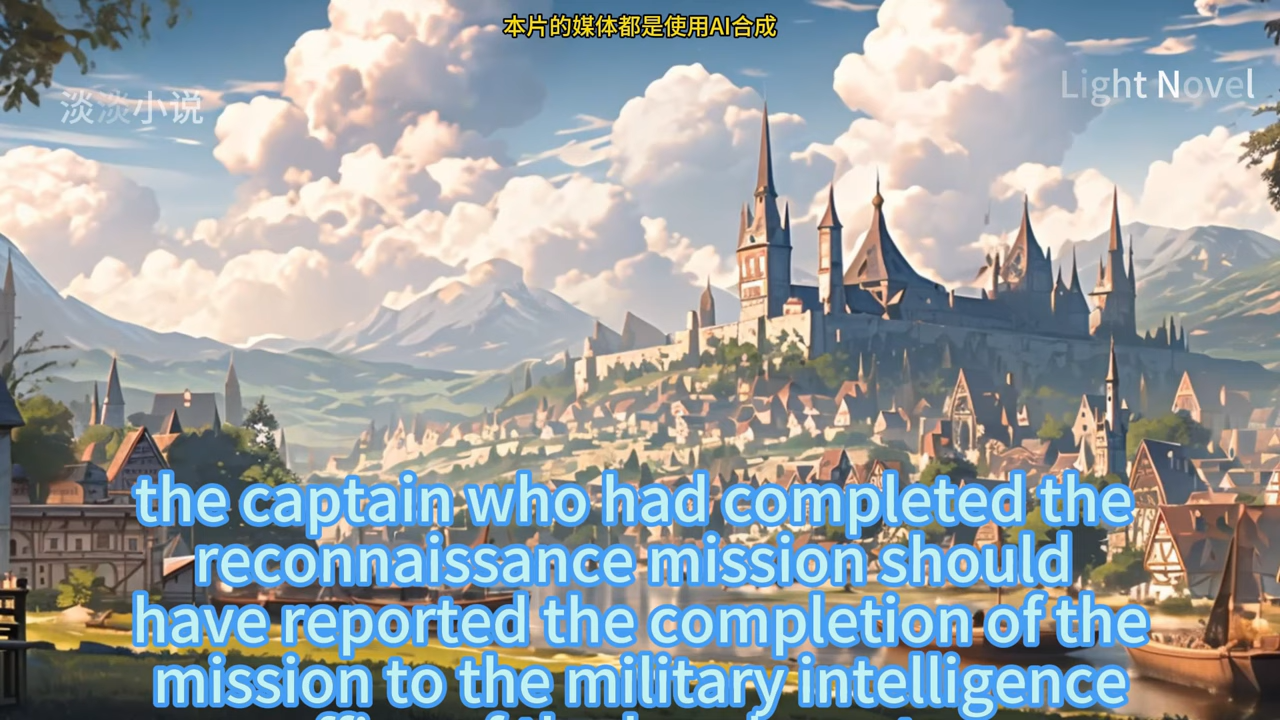 本片的媒体都是使用AI合成
淡淡小说
Light Novel
the captain who had completed the
reconnaissance mission should
have reported the completion of the
mission to the military intelligence